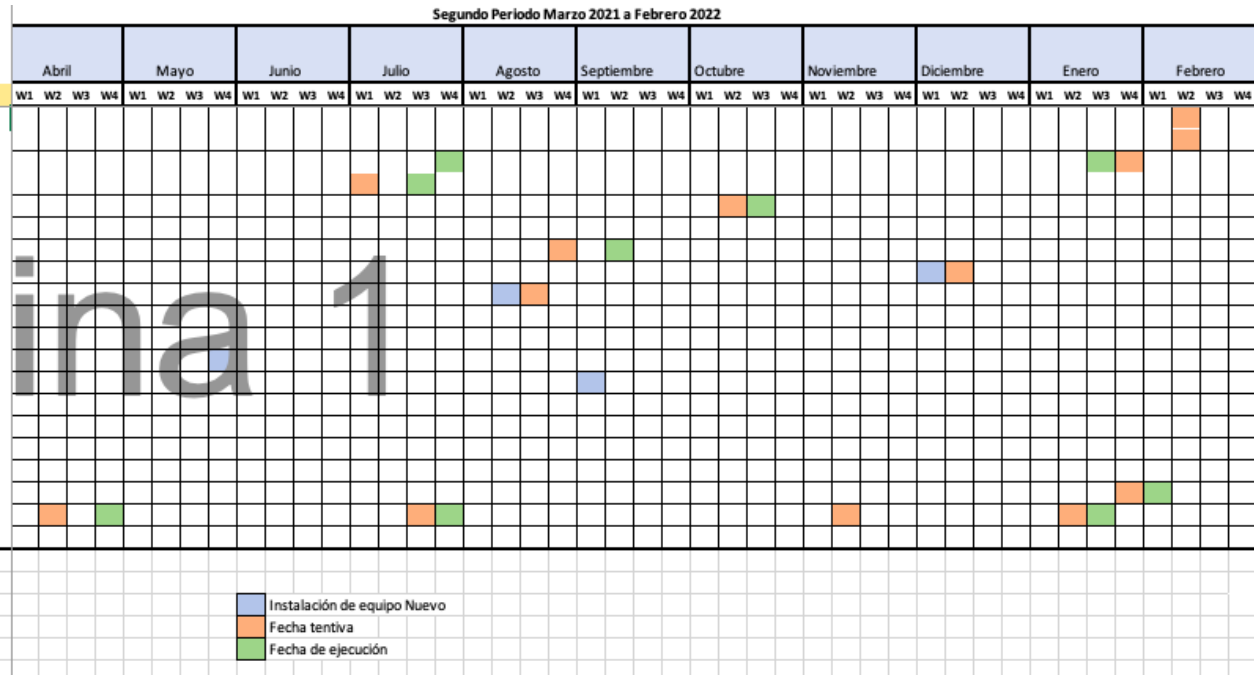 Segundo Periodo Marzo 2021 a Febrero 2022
Abril Mayo Junio Julio Agosto Septiembre Octubre Noviembre Diciembre Enero Febrero
W1 W2 W3 W4 W1 W2 W3 W4 W1 W2 W3 W4 W1 W2 W3 W4 W1 W2 W3 W4 W1 W2 W3 W4 W1 W2 W3 W4 W1 W2 W3 W4 W1 W2 W3 W4 W1 W2 W3 W4 W1 W2 W3 W4
ina 1
Instalación de equipo Nuevo
Fecha tentiva
Fecha de ejecución